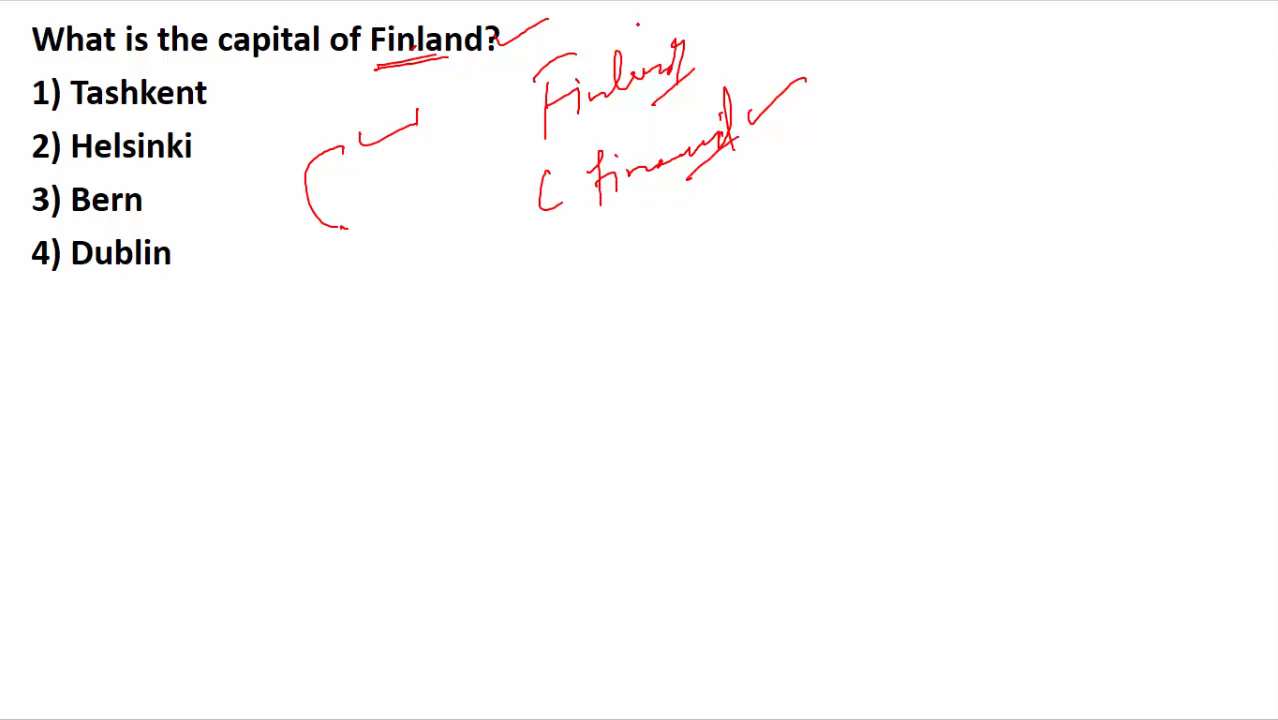 What is the capital of Finland?
1) Tashkent
2) Helsinki
3) Bern
4) Dublin
Finland